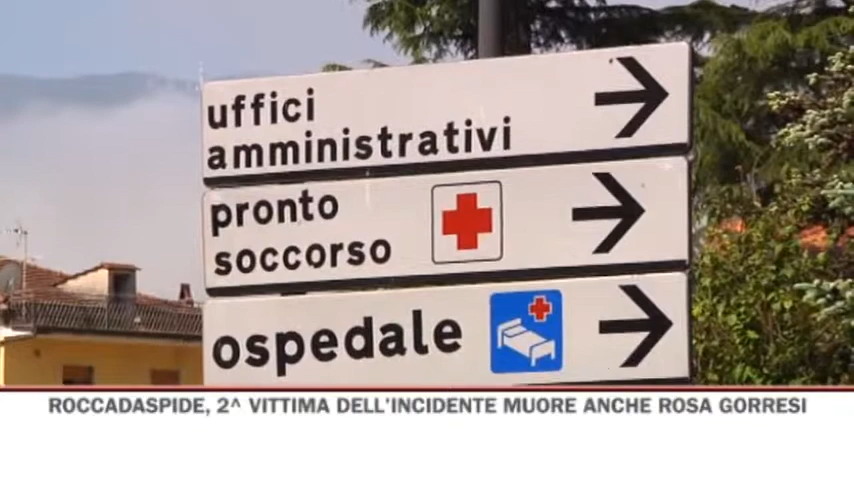 uffici
amministrativi
pronto
soccorso
ospedale
ROCCADASPIDE, 2^ VITTIMA DELL'INCIDENTE MUORE ANCHE ROSA GORRESI